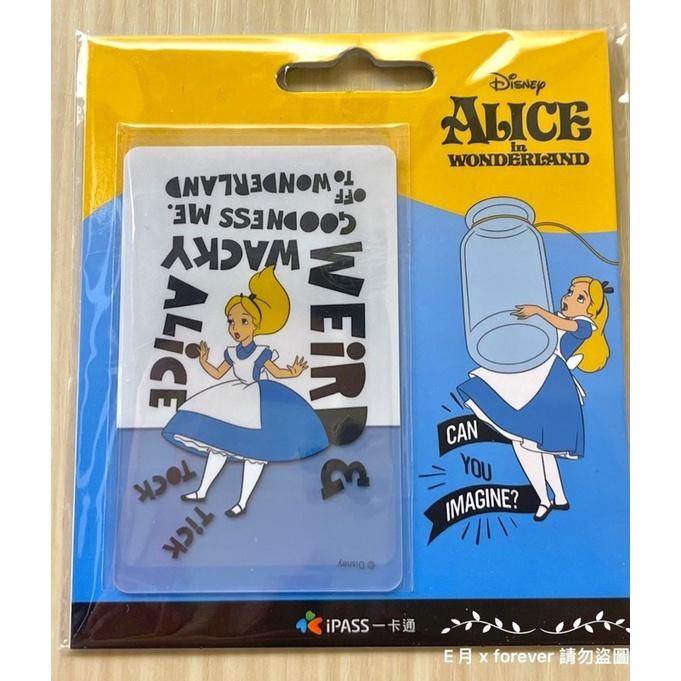 Disney
ALICE
in
WONDERLAND
OFF
TO WONDERLAND
GOODNESS ME.
WACKY
WEiRD &
ALiCE
TICK
TOCK
© Disney
CAN
YOU
IMAGINE?
iPASS 一卡通
E 月 x forever 請勿盜圖